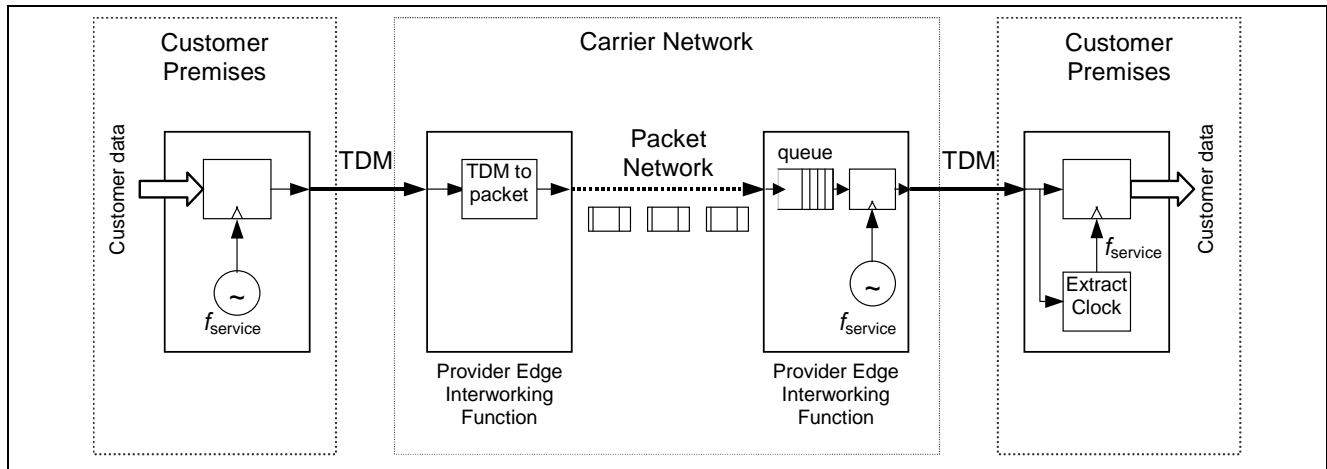 Customer
Premises
Carrier Network
Customer
Premises
Customer data
TDM
TDM to
packet
Packet
Network
queue
TDM
Customer data
~
fservice
~
fservice
fservice
Extract
Clock
Provider Edge
Interworking
Function
Provider Edge
Interworking
Function